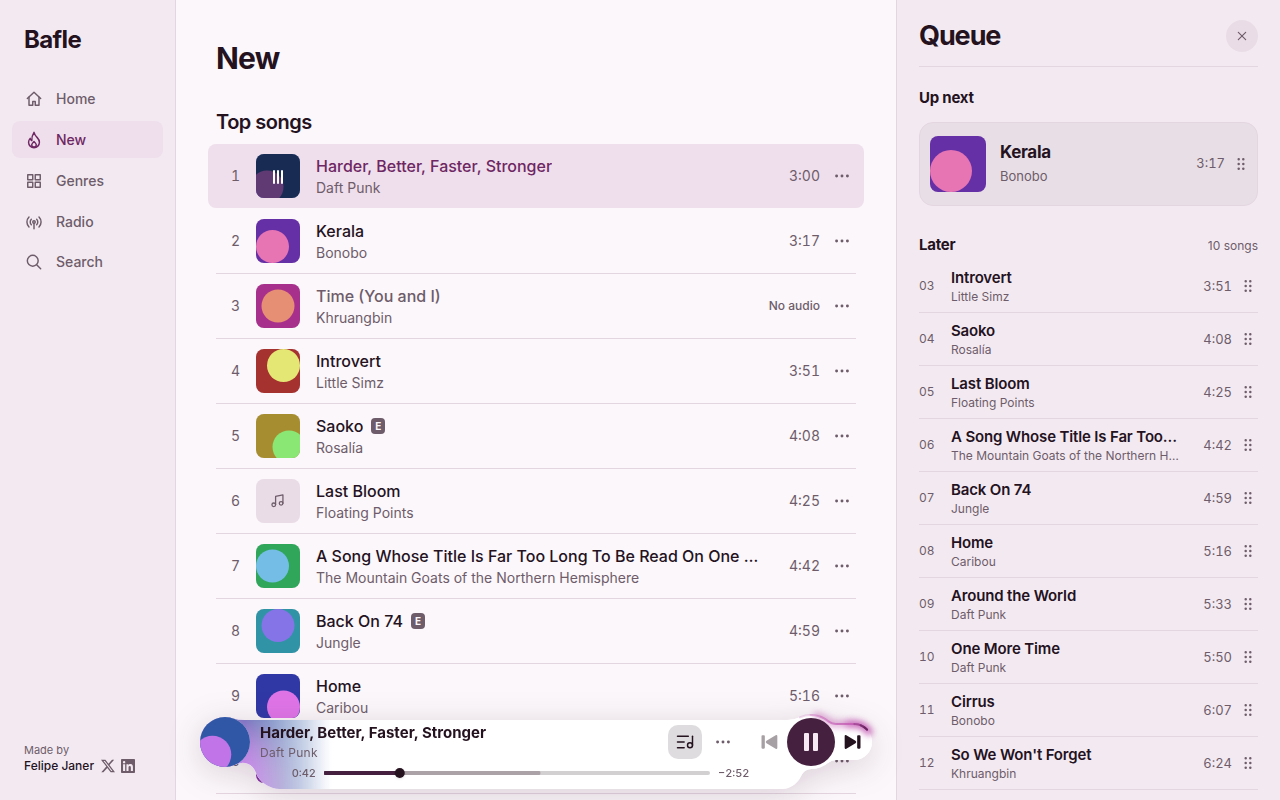 Bafle
Home
New
Genres
Radio
Search
Made by
Felipe Janer
New
Top songs
1
Harder, Better, Faster, Stronger
Daft Punk
3:00
2
Kerala
Bonobo
3:17
3
Time (You and I)
Khruangbin
No audio
4
Introvert
Little Simz
3:51
5
Saoko E
Rosalía
4:08
6
Last Bloom
Floating Points
4:25
7
A Song Whose Title Is Far Too Long To Be Read On One ...
The Mountain Goats of the Northern Hemisphere
4:42
8
Back On 74 E
Jungle
4:59
9
Home
Caribou
5:16
Harder, Better, Faster, Stronger
Daft Punk
0:42
−2:52
Queue
Up next
Kerala
Bonobo
3:17
Later
10 songs
03
Introvert
Little Simz
3:51
04
Saoko
Rosalía
4:08
05
Last Bloom
Floating Points
4:25
06
A Song Whose Title Is Far Too...
The Mountain Goats of the Northern H...
4:42
07
Back On 74
Jungle
4:59
08
Home
Caribou
5:16
09
Around the World
Daft Punk
5:33
10
One More Time
Daft Punk
5:50
11
Cirrus
Bonobo
6:07
12
So We Won't Forget
Khruangbin
6:24